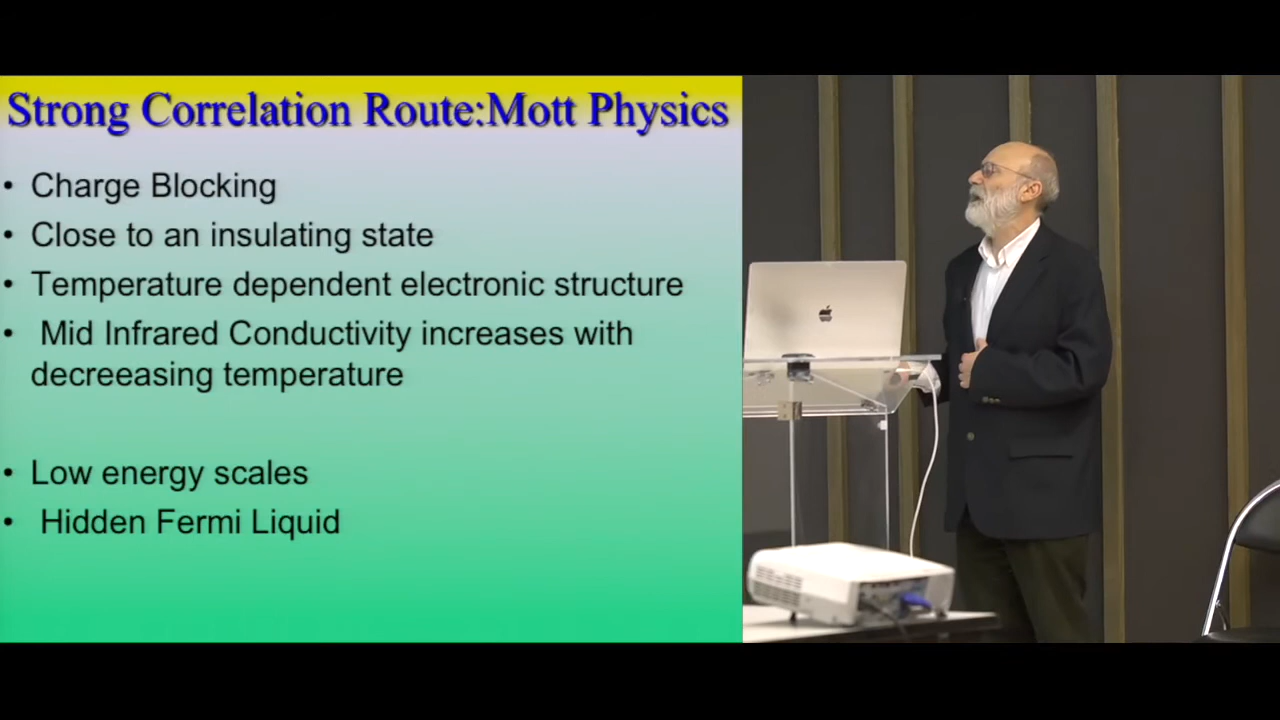 Strong Correlation Route:Mott Physics
• Charge Blocking
• Close to an insulating state
• Temperature dependent electronic structure
• Mid Infrared Conductivity increases with
decreeasing temperature
• Low energy scales
• Hidden Fermi Liquid